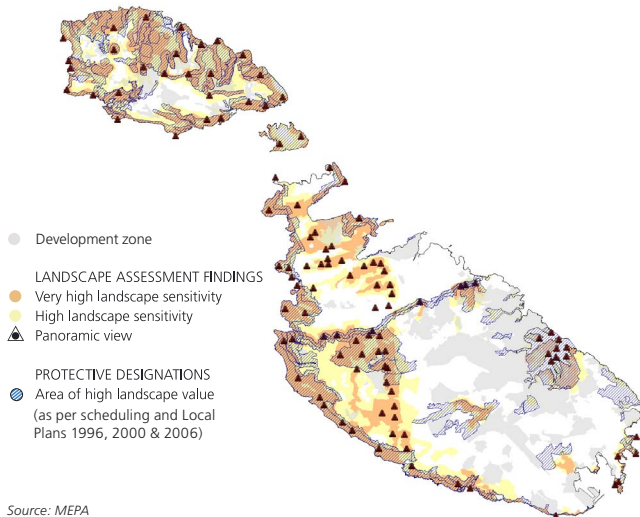 Development zone
LANDSCAPE ASSESSMENT FINDINGS
Very high landscape sensitivity
High landscape sensitivity
Panoramic view
PROTECTIVE DESIGNATIONS
Area of high landscape value
(as per scheduling and Local
Plans 1996, 2000 & 2006)
Source: MEPA